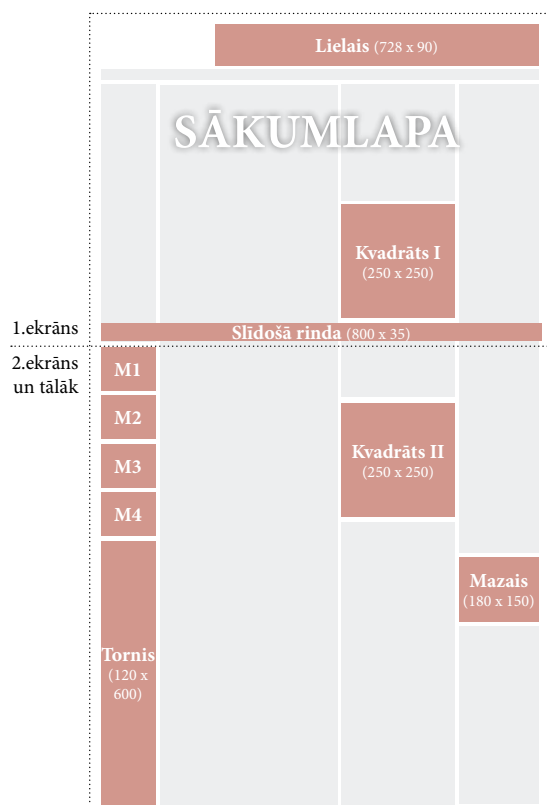 Lielais (728 x 90)
SĀKUMLAPA
Kvadrāts I
(250 x 250)
1.ekrāns
Slīdošā rinda (800 x 35)
2.ekrāns
un tālāk
M1
M2
M3
M4
Kvadrāts II
(250 x 250)
Mazais
(180 x 150)
Tornis
(120 x
600)